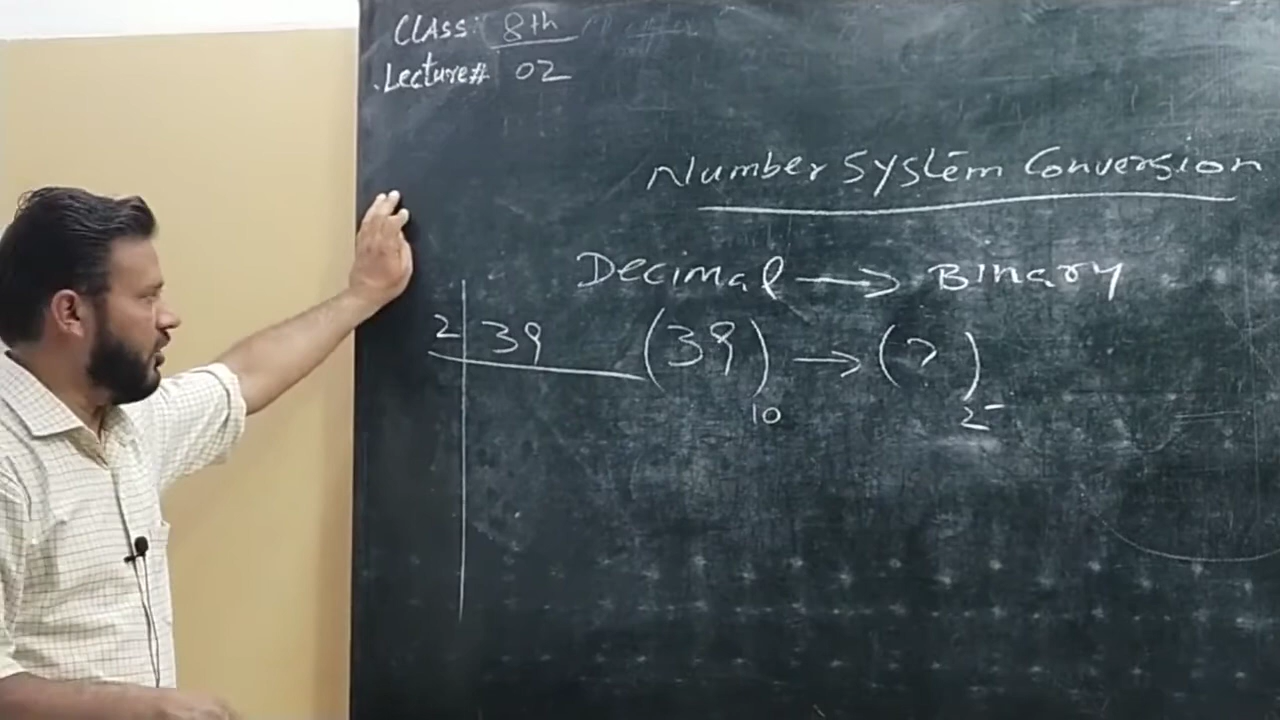 CLASS: 8th
Lecture# 02
Number System Conversion
Decimal → Binary
2 39
(39)10 → (?)2